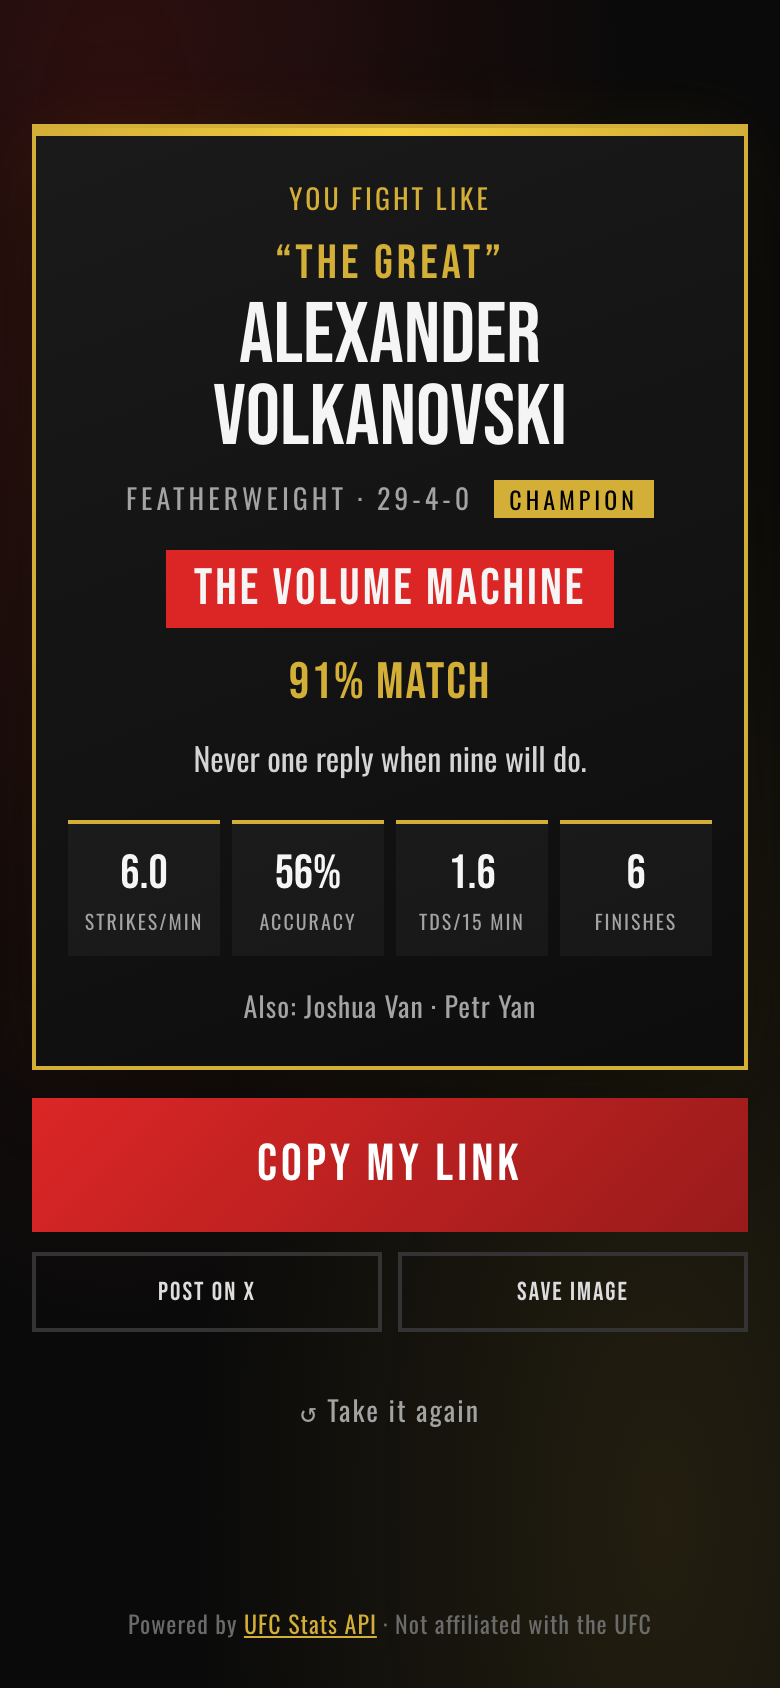 YOU FIGHT LIKE
“THE GREAT”
ALEXANDER
VOLKANOVSKI
FEATHERWEIGHT · 29-4-0 CHAMPION
THE VOLUME MACHINE
91% MATCH
Never one reply when nine will do.
6.0 56% 1.6 6
STRIKES/MIN ACCURACY TDS/15 MIN FINISHES
Also: Joshua Van · Petr Yan
COPY MY LINK
POST ON X SAVE IMAGE
↺ Take it again
Powered by UFC Stats API · Not affiliated with the UFC